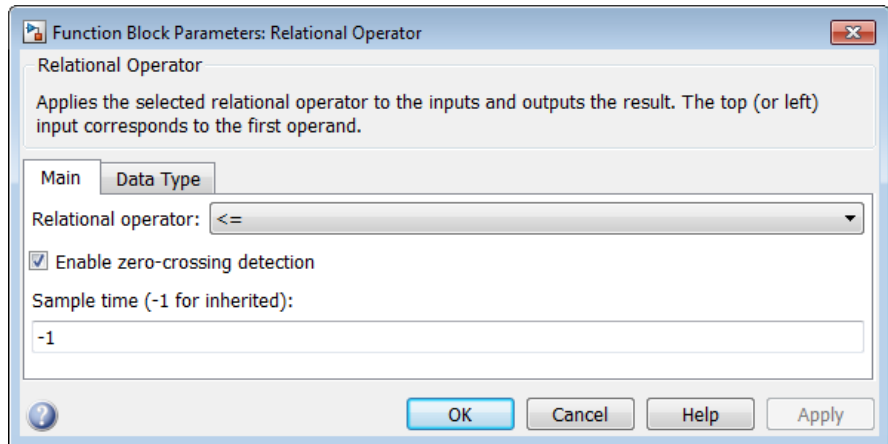 Function Block Parameters: Relational Operator
Relational Operator
Applies the selected relational operator to the inputs and outputs the result. The top (or left)
input corresponds to the first operand.
Main Data Type
Relational operator: <=
Enable zero-crossing detection
Sample time (-1 for inherited):
-1
? OK Cancel Help Apply